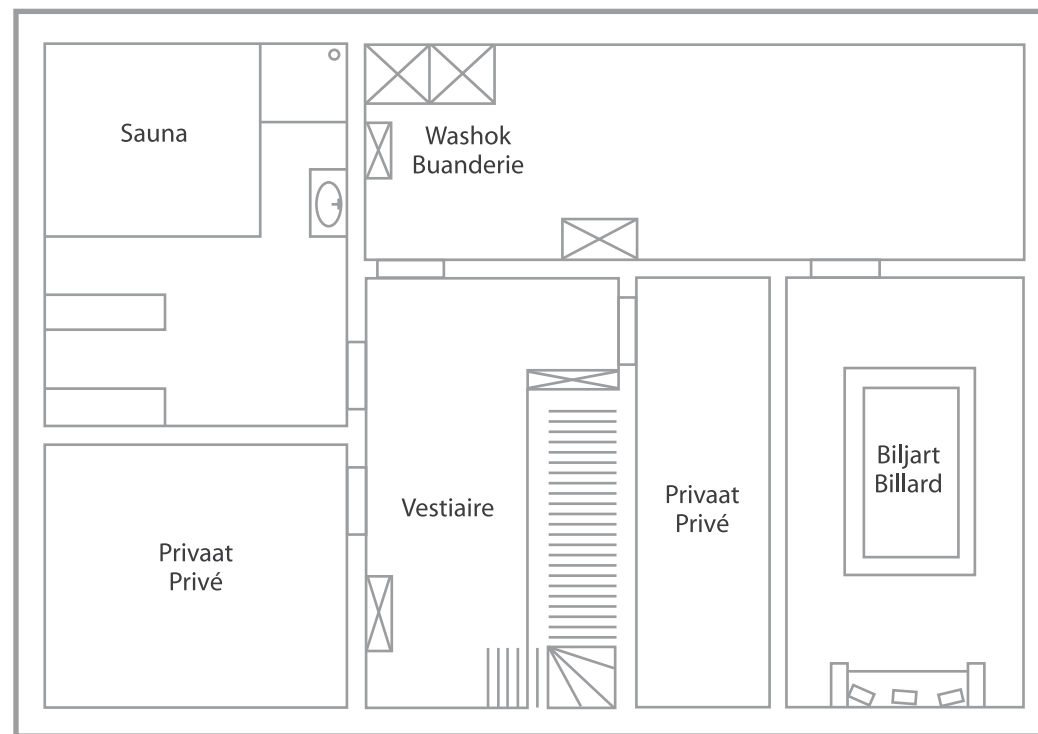 Sauna
Washok
Buanderie
Biljart
Billard
Vestiaire
Privaat
Privé
Privaat
Privé